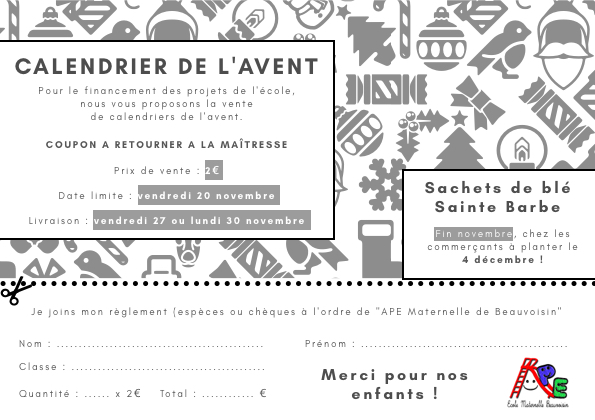 CALENDRIER DE L'AVENT
Pour le financement des projets de l'école,
nous vous proposons la vente
de calendriers de l'avent.
COUPON A RETOURNER A LA MAÎTRESSE
Prix de vente : 2€
Date limite : vendredi 20 novembre
Livraison : vendredi 27 ou lundi 30 novembre
Sachets de blé
Sainte Barbe
Fin novembre, chez les
commerçants à planter le
4 décembre !
Je joins mon règlement (espèces ou chèques à l'ordre de "APE Maternelle de Beauvoisin"
Nom : ................................................
Prénom : ................................................
Classe : ............................................
Quantité : ...... x 2€ Total : ............ €
Merci pour nos
enfants !
APE
Ecole Maternelle Beauvoisin